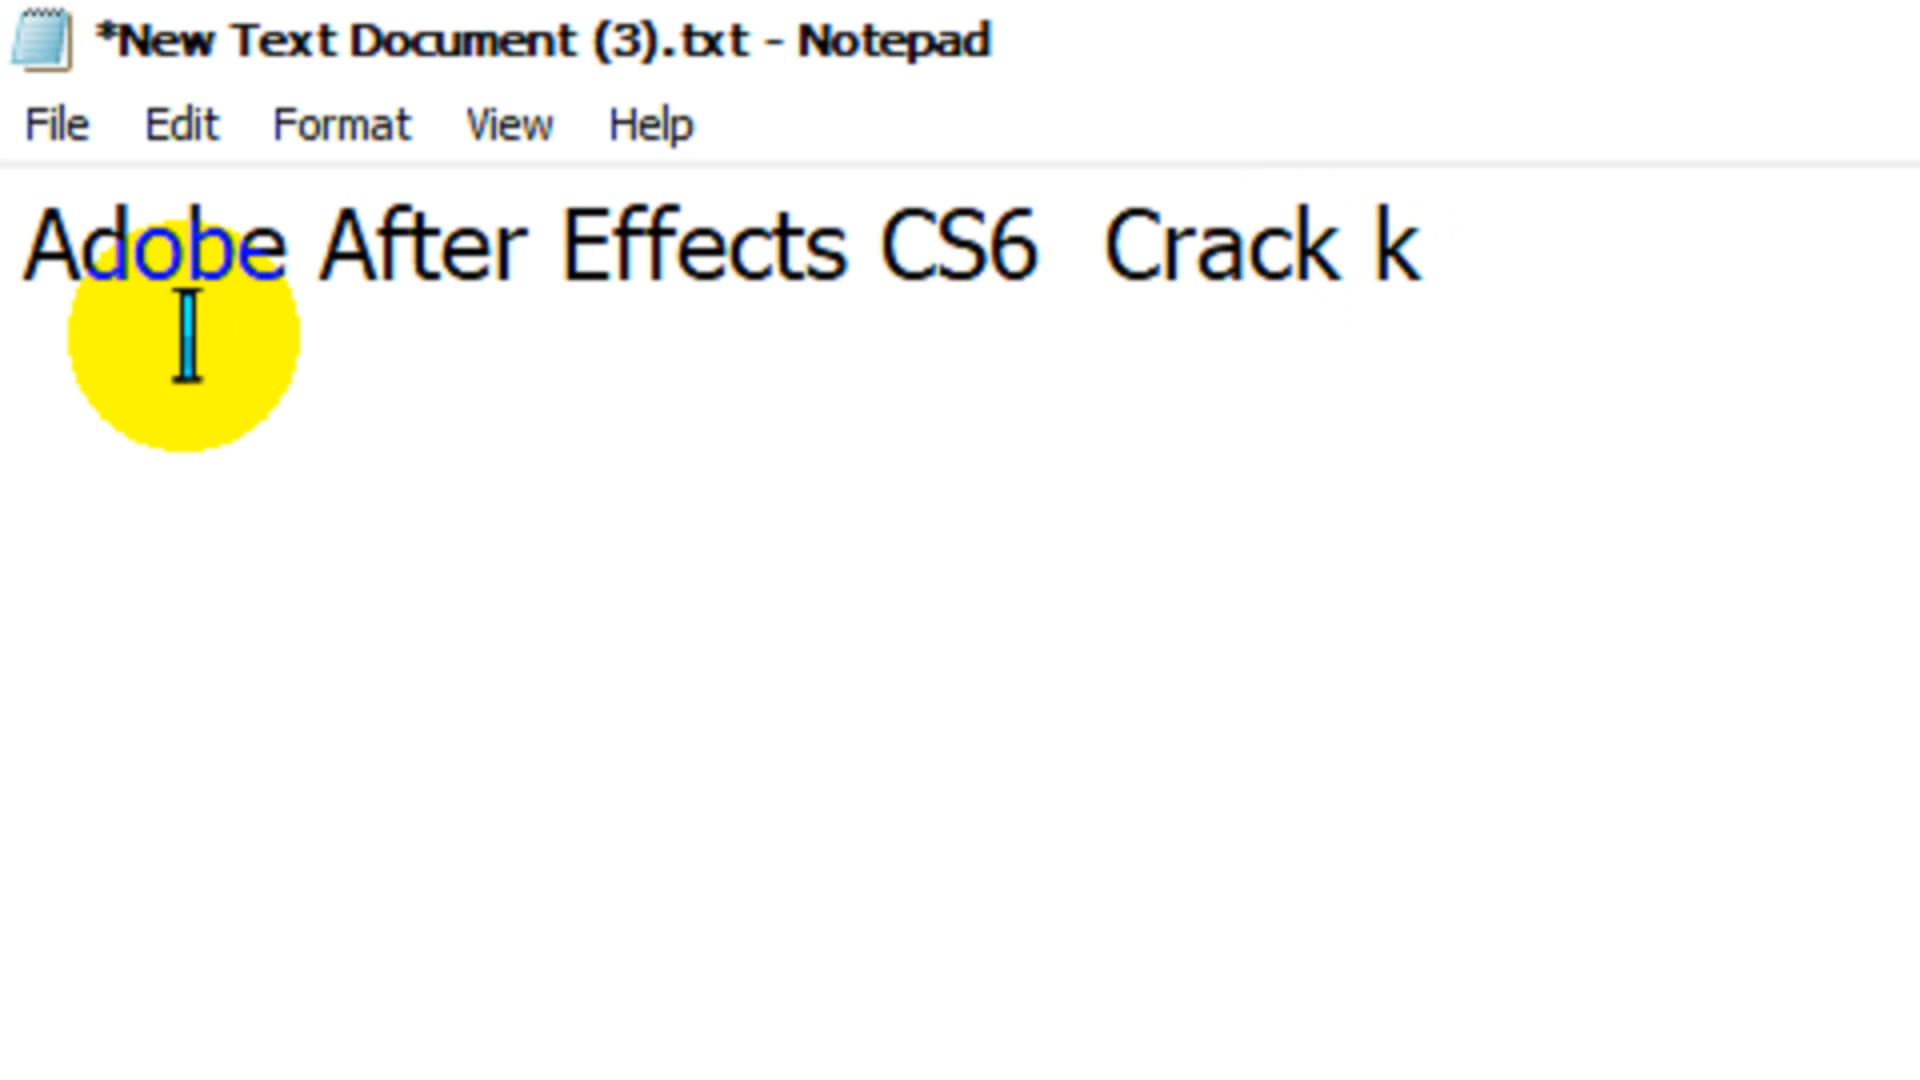 *New Text Document (3).txt - Notepad
File Edit Format View Help
Adobe After Effects CS6  Crack k